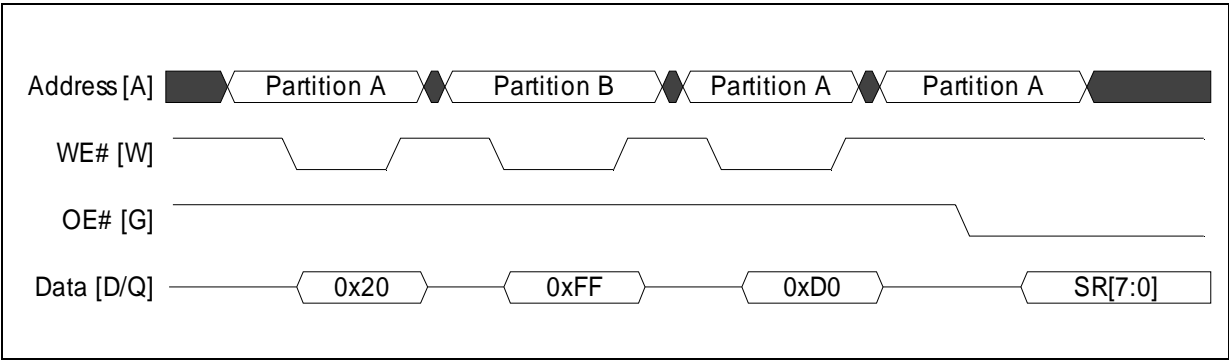 Address [A] Partition A Partition B Partition A Partition A
WE# [W]
OE# [G]
Data [D/Q] 0x20 0xFF 0xD0 SR[7:0]